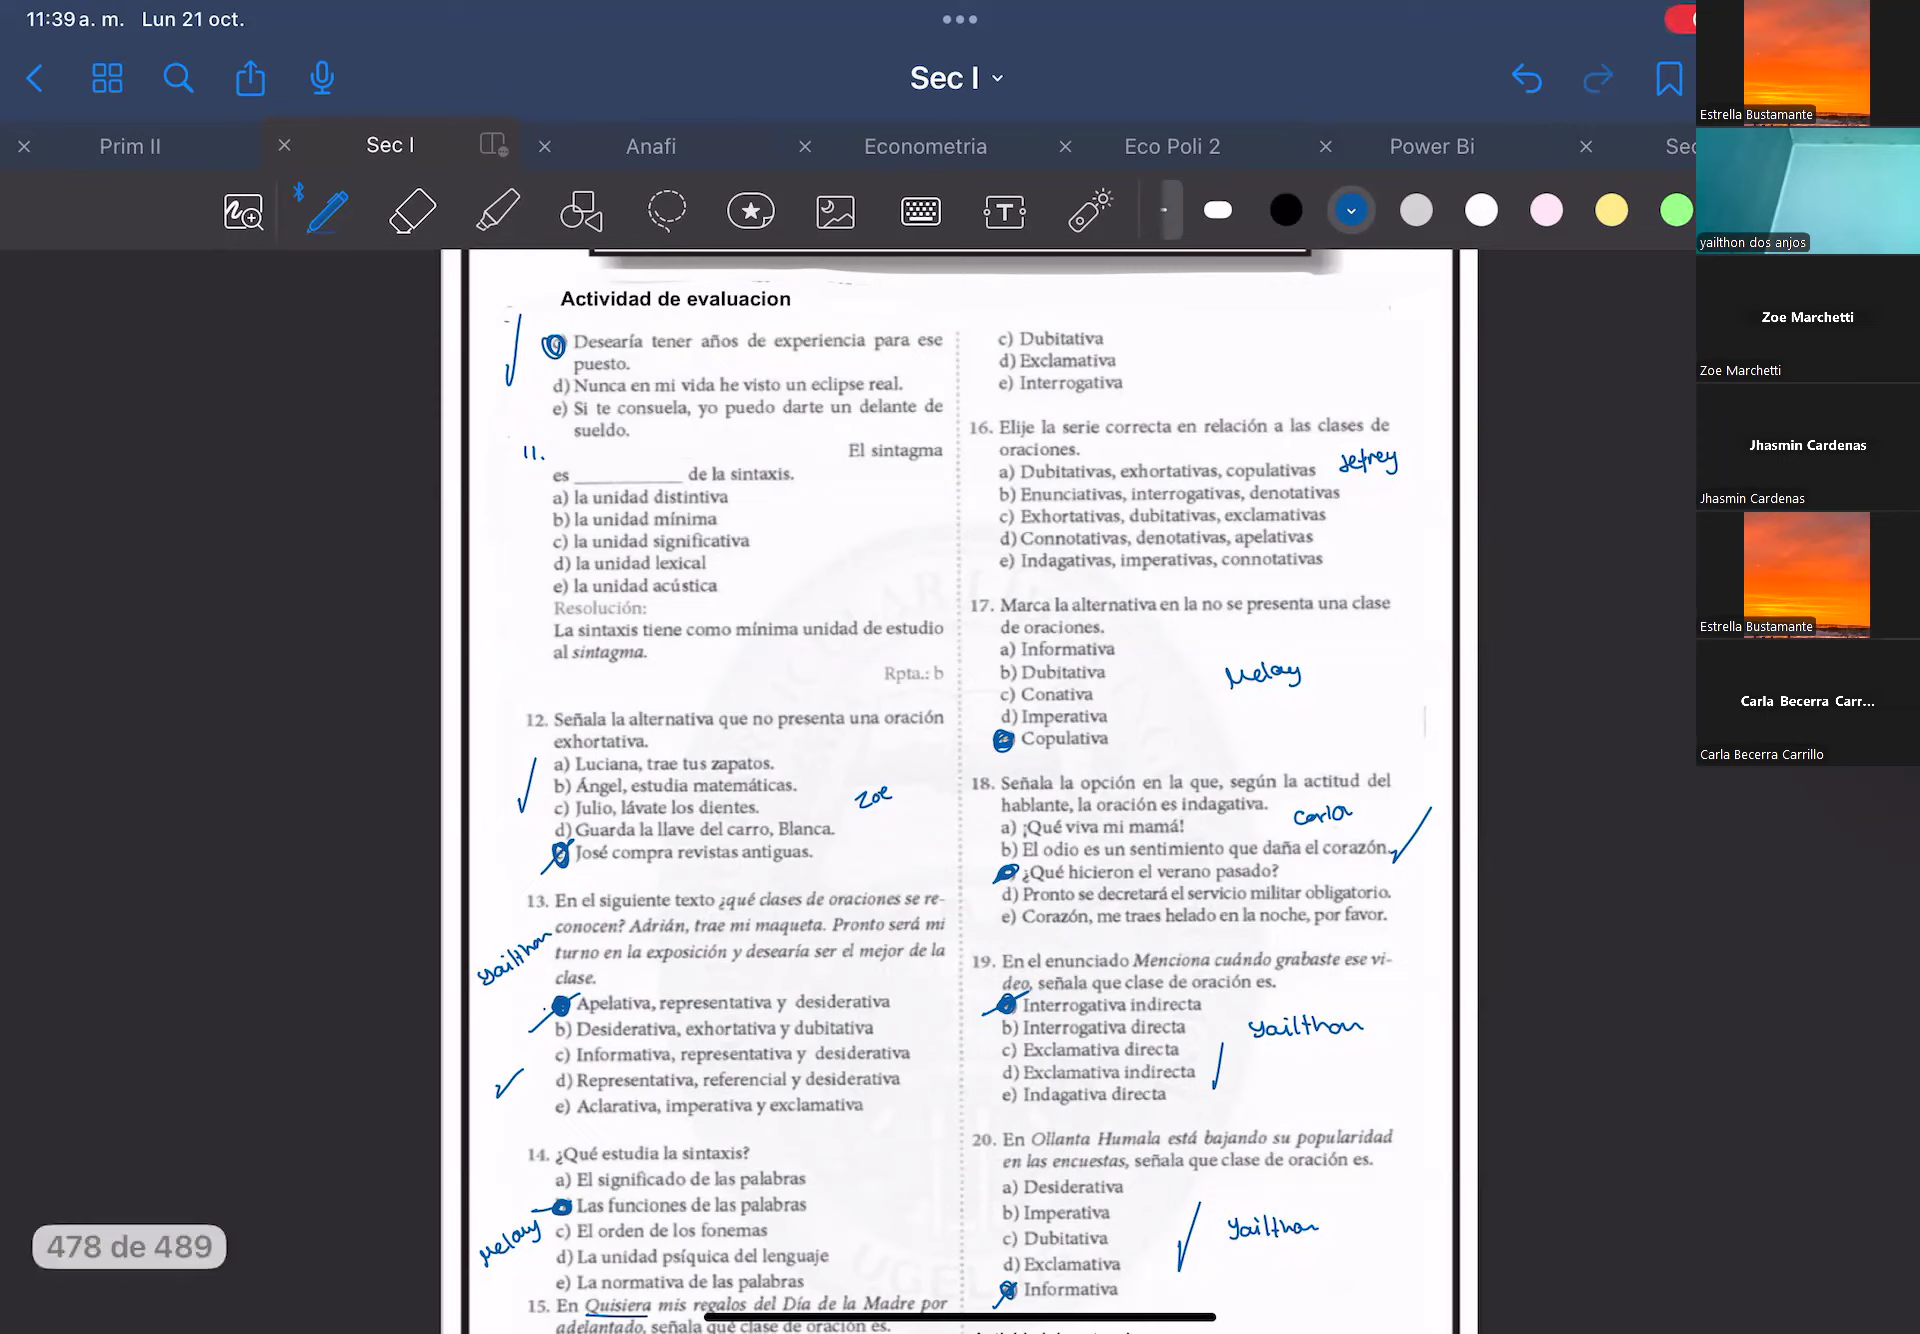 11:39 a. m. Lun 21 oct.
Sec I
Prim II
Sec I
Anafi
Econometria
Eco Poli 2
Power Bi
Sec
Actividad de evaluacion
Desearía tener años de experiencia para ese
puesto.
d) Nunca en mi vida he visto un eclipse real.
e) Si te consuela, yo puedo darte un delante de
sueldo.
11.
El sintagma
es ____________ de la sintaxis.
a) la unidad distintiva
b) la unidad mínima
c) la unidad significativa
d) la unidad lexical
e) la unidad acústica
Resolución:
La sintaxis tiene como mínima unidad de estudio
al sintagma.
Rpta.: b
12. Señala la alternativa que no presenta una oración
exhortativa.
a) Luciana, trae tus zapatos.
b) Ángel, estudia matemáticas.
c) Julio, lávate los dientes.
Zoe
d) Guarda la llave del carro, Blanca.
José compra revistas antiguas.
13. En el siguiente texto ¿qué clases de oraciones se re-
conocen? Adrián, trae mi maqueta. Pronto será mi
turno en la exposición y desearía ser el mejor de la
clase.
yailthon
Apelativa, representativa y desiderativa
b) Desiderativa, exhortativa y dubitativa
c) Informativa, representativa y desiderativa
d) Representativa, referencial y desiderativa
e) Aclarativa, imperativa y exclamativa
14. ¿Qué estudia la sintaxis?
a) El significado de las palabras
Las funciones de las palabras
Melany
c) El orden de los fonemas
d) La unidad psíquica del lenguaje
e) La normativa de las palabras
15. En Quisiera mis regalos del Día de la Madre por
adelantado, señala qué clase de oración es.
c) Dubitativa
d) Exclamativa
e) Interrogativa
16. Elije la serie correcta en relación a las clases de
oraciones.
a) Dubitativas, exhortativas, copulativas
Jefrey
b) Enunciativas, interrogativas, denotativas
c) Exhortativas, dubitativas, exclamativas
d) Connotativas, denotativas, apelativas
e) Indagativas, imperativas, connotativas
17. Marca la alternativa en la no se presenta una clase
de oraciones.
a) Informativa
b) Dubitativa
Melay
c) Conativa
d) Imperativa
Copulativa
18. Señala la opción en la que, según la actitud del
hablante, la oración es indagativa.
Carla
a) ¡Qué viva mi mamá!
b) El odio es un sentimiento que daña el corazón.
¿Qué hicieron el verano pasado?
d) Pronto se decretará el servicio militar obligatorio.
e) Corazón, me traes helado en la noche, por favor.
19. En el enunciado Menciona cuándo grabaste ese vi-
deo, señala que clase de oración es.
Interrogativa indirecta
b) Interrogativa directa
yailthon
c) Exclamativa directa
d) Exclamativa indirecta
e) Indagativa directa
20. En Ollanta Humala está bajando su popularidad
en las encuestas, señala que clase de oración es.
a) Desiderativa
b) Imperativa
yailthon
c) Dubitativa
d) Exclamativa
Informativa
478 de 489
Estrella Bustamante
yailthon dos anjos
Zoe Marchetti
Zoe Marchetti
Jhasmin Cardenas
Jhasmin Cardenas
Estrella Bustamante
Carla Becerra Carr...
Carla Becerra Carrillo